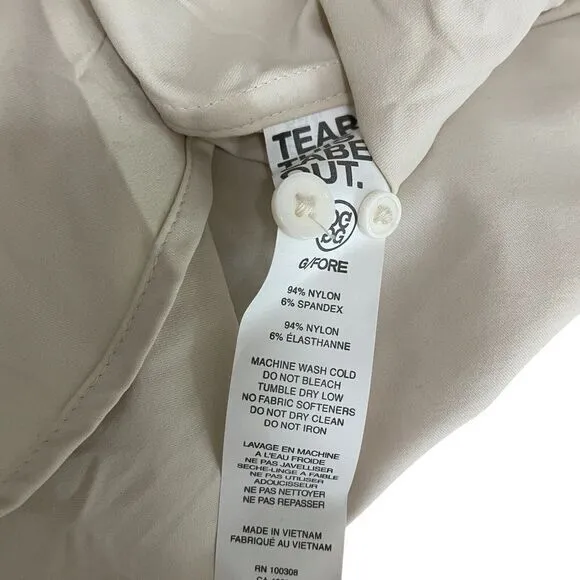 TEAR
OUT.
G/FORE
94% NYLON
6% SPANDEX
94% NYLON
6% ÉLASTHANNE
MACHINE WASH COLD
DO NOT BLEACH
TUMBLE DRY LOW
NO FABRIC SOFTENERS
DO NOT DRY CLEAN
DO NOT IRON
LAVAGE EN MACHINE
A L'EAU FROIDE
NE PAS JAVELLISER
SECHE-LINGE A FAIBLE
NE PAS UTILISER
ADOUCISSEUR
NE PAS NETTOYER
NE PAS REPASSER
MADE IN VIETNAM
FABRIQUE AU VIETNAM
RN 100308